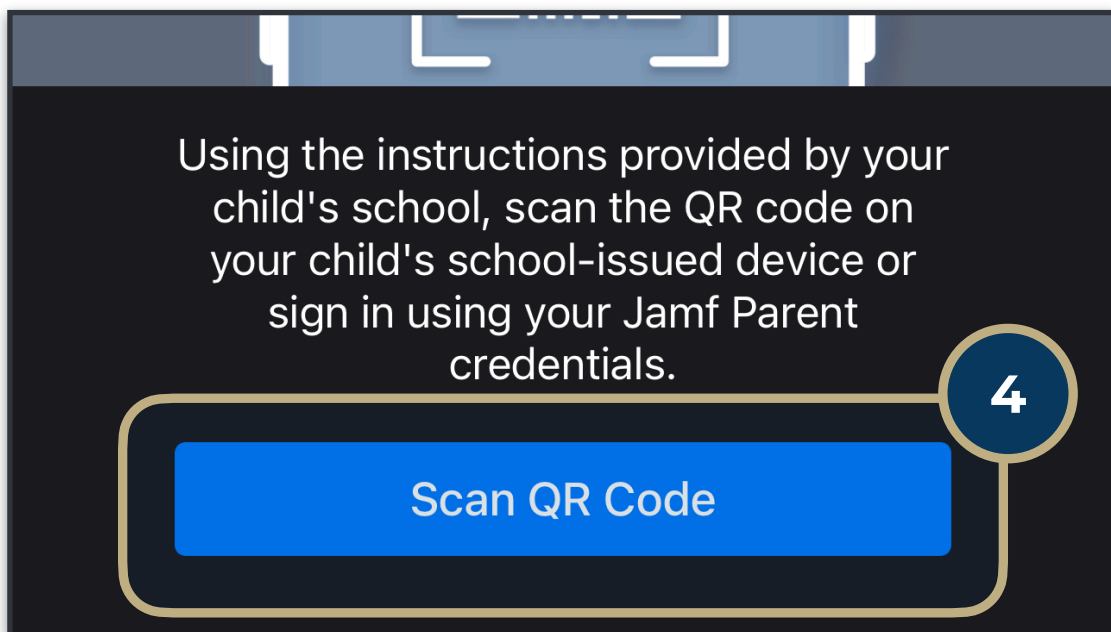 Using the instructions provided by your
child's school, scan the QR code on
your child's school-issued device or
sign in using your Jamf Parent
credentials.
4
Scan QR Code